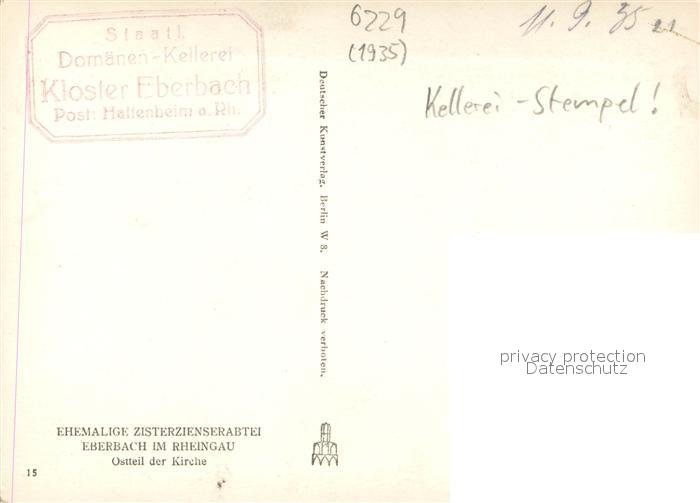 Staatl.
Domänen-Kellerei
Kloster Eberbach
Post: Hattenheim a. Rh.
6229
(1935)
11. 9. 35
Kellerei-Stempel!
Deutscher Kunstverlag, Berlin W 8. Nachdruck verboten.
privacy protection
Datenschutz
EHEMALIGE ZISTERZIENSERABTEI
EBERBACH IM RHEINGAU
Ostteil der Kirche
15